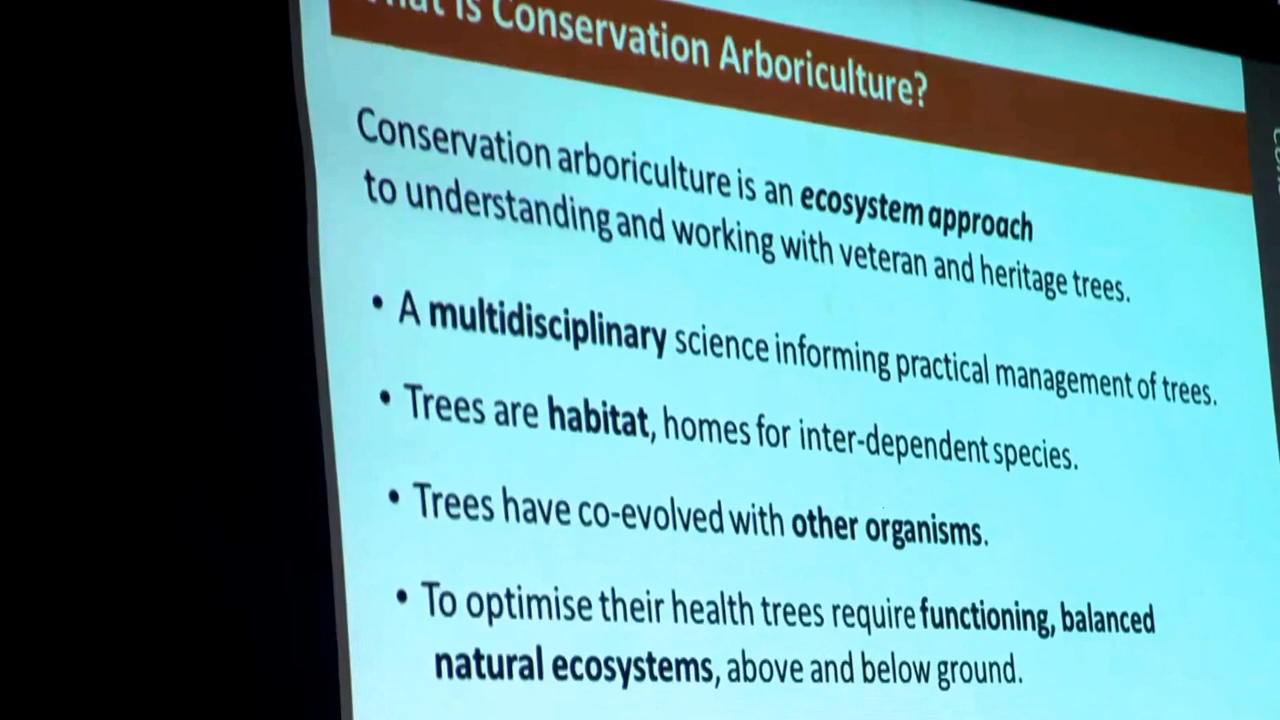 What is Conservation Arboriculture?
Conservation arboriculture is an ecosystem approach
to understanding and working with veteran and heritage trees.
• A multidisciplinary science informing practical management of trees.
• Trees are habitat, homes for inter-dependent species.
• Trees have co-evolved with other organisms.
• To optimise their health trees require functioning, balanced
natural ecosystems, above and below ground.